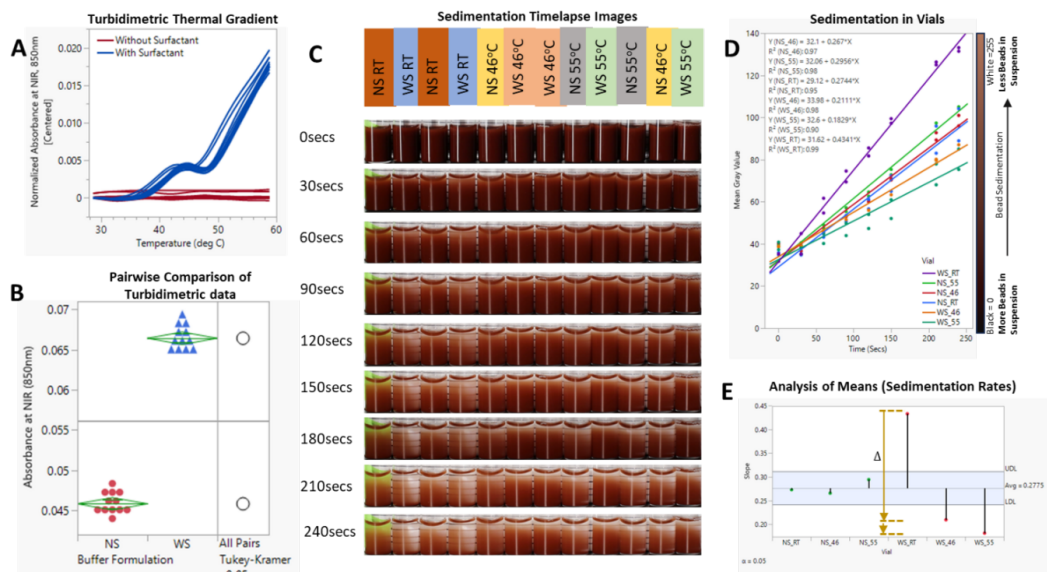 A
Turbidimetric Thermal Gradient
Without Surfactant
With Surfactant
Normalized Absorbance at NIR, 850nm
[Centered]
0.020
0.015
0.010
0.005
0
30
40
50
60
Temperature (deg C)
B
Pairwise Comparison of
Turbidimetric data
Absorbance at NIR (850nm)
0.07
0.065
0.06
0.055
0.05
0.045
NS
WS
Buffer Formulation
All Pairs
Tukey-Kramer
C
Sedimentation Timelapse Images
NS RT
WS RT
NS RT
WS RT
NS 46°C
WS 46°C
WS 46°C
NS 55°C
WS 55°C
NS 55°C
NS 46°C
WS 55°C
0secs
30secs
60secs
90secs
120secs
150secs
180secs
210secs
240secs
D
Sedimentation in Vials
Mean Gray Value
140
120
100
80
60
40
20
0
Y (NS_46) = 32.1 + 0.267*X
R² (NS_46): 0.97
Y (NS_55) = 32.06 + 0.2956*X
R² (NS_55): 0.98
Y (NS_RT) = 29.12 + 0.2744*X
R² (NS_RT): 0.95
Y (WS_46) = 33.98 + 0.2111*X
R² (WS_46): 0.98
Y (WS_55) = 32.6 + 0.1829*X
R² (WS_55): 0.90
Y (WS_RT) = 31.62 + 0.4341*X
R² (WS_RT): 0.99
Vial
WS_RT
NS_55
NS_46
NS_RT
WS_46
WS_55
0
50
100
150
200
250
Time (Secs)
White =255
Less Beads in
Suspension
Bead Sedimentation
Black = 0
More Beads in
Suspension
E
Analysis of Means (Sedimentation Rates)
Slope
0.45
0.40
0.35
0.30
0.25
0.20
Δ
UDL
Avg = 0.2775
LDL
NS_RT
NS_46
NS_55
WS_RT
WS_46
WS_55
Vial
α = 0.05